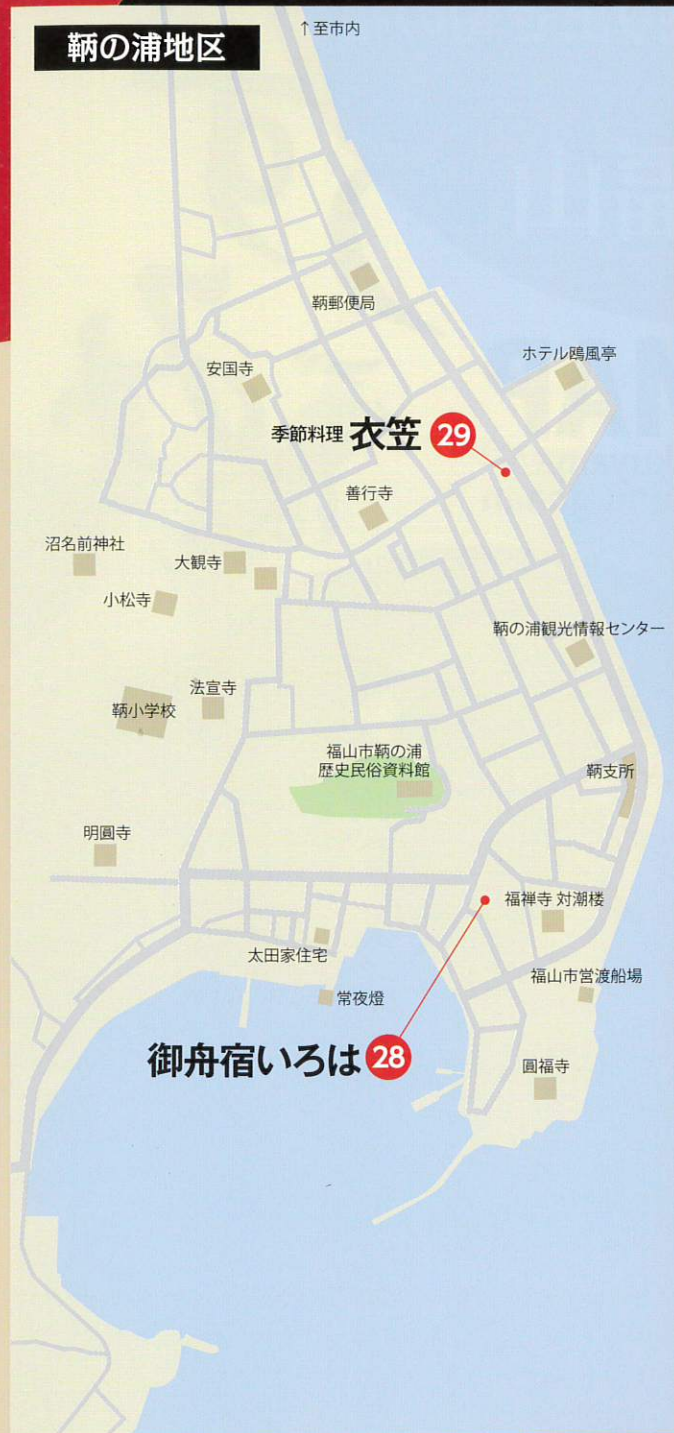 鞆の浦地区
↑至市内
鞆郵便局
ホテル鷗風亭
安国寺
季節料理 衣笠 29
善行寺
沼名前神社
大観寺
小松寺
鞆の浦観光情報センター
法宣寺
鞆小学校
福山市鞆の浦
歴史民俗資料館
鞆支所
明圓寺
福禅寺 対潮楼
太田家住宅
福山市営渡船場
常夜燈
御舟宿いろは 28
圓福寺